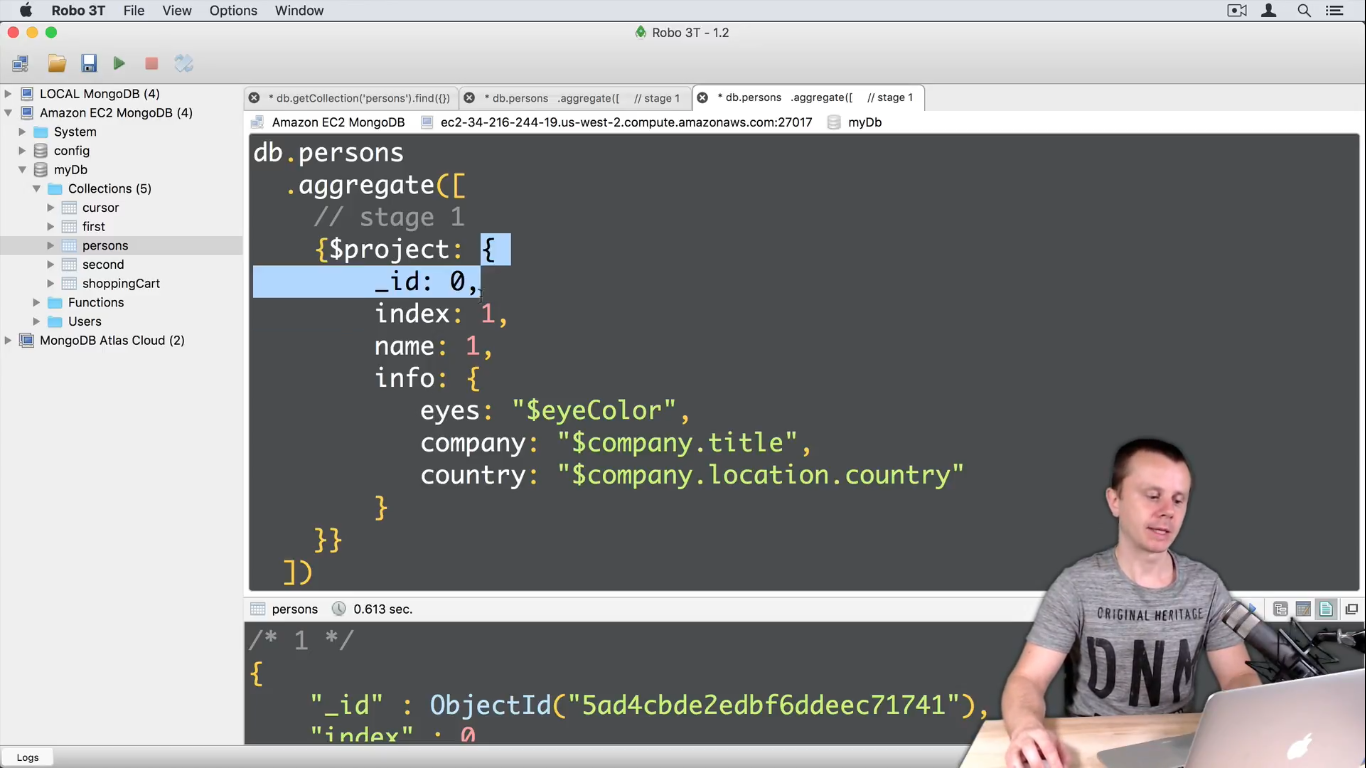 Robo 3T File View Options Window
Robo 3T - 1.2
LOCAL MongoDB (4)
Amazon EC2 MongoDB (4)
System
config
myDb
Collections (5)
cursor
first
persons
second
shoppingCart
Functions
Users
MongoDB Atlas Cloud (2)
* db.getCollection('persons').find({}) * db.persons .aggregate([ // stage 1 * db.persons .aggregate([ // stage 1
Amazon EC2 MongoDB ec2-34-216-244-19.us-west-2.compute.amazonaws.com:27017 myDb
db.persons
.aggregate([
// stage 1
{$project: {
_id: 0,
index: 1,
name: 1,
info: {
eyes: "$eyeColor",
company: "$company.title",
country: "$company.location.country"
}
}}
])
persons 0.613 sec.
/* 1 */
{
"_id" : ObjectId("5ad4cbde2edbf6ddeec71741"),
"index" : 0
Logs
ORIGINAL HERITAGE
DNM